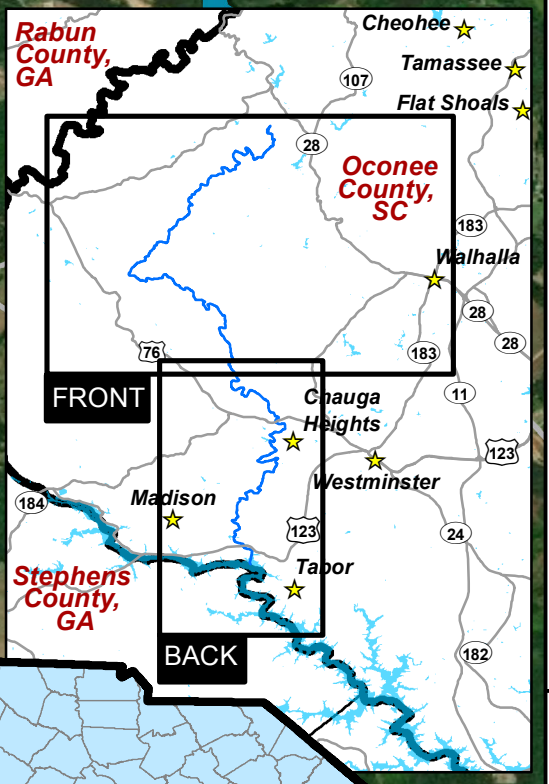 Rabun
County,
GA
Cheohee
107
Tamassee
Flat Shoals
28
Oconee
County,
SC
183
Walhalla
28
28
76
183
FRONT
11
Chauga
Heights
123
Westminster
184
Madison
123
24
Stephens
County,
GA
Tabor
BACK
182